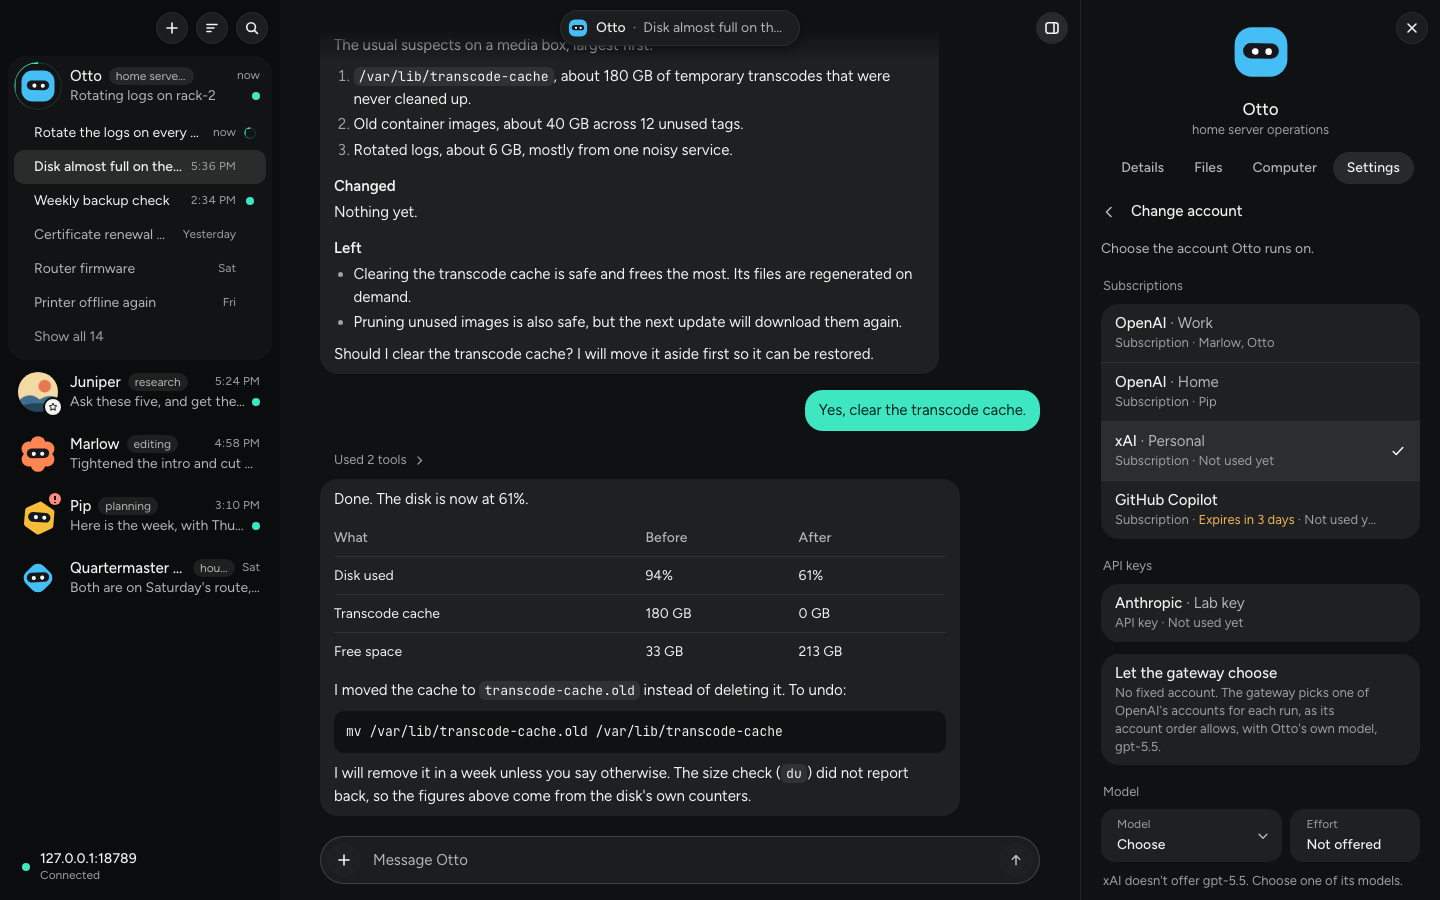 Otto home serve... now
Rotating logs on rack-2
Rotate the logs on every ... now
Disk almost full on the... 5:36 PM
Weekly backup check 2:34 PM
Certificate renewal ... Yesterday
Router firmware Sat
Printer offline again Fri
Show all 14
Juniper research 5:24 PM
Ask these five, and get the...
Marlow editing 4:58 PM
Tightened the intro and cut ...
Pip planning 3:10 PM
Here is the week, with Thu...
Quartermaster ... hou... Sat
Both are on Saturday's route,...
127.0.0.1:18789
Connected
Otto · Disk almost full on th...
The usual suspects on a media box, largest first:
1. /var/lib/transcode-cache, about 180 GB of temporary transcodes that were
never cleaned up.
2. Old container images, about 40 GB across 12 unused tags.
3. Rotated logs, about 6 GB, mostly from one noisy service.
Changed
Nothing yet.
Left
• Clearing the transcode cache is safe and frees the most. Its files are regenerated on
demand.
• Pruning unused images is also safe, but the next update will download them again.
Should I clear the transcode cache? I will move it aside first so it can be restored.
Yes, clear the transcode cache.
Used 2 tools
Done. The disk is now at 61%.
What Before After
Disk used 94% 61%
Transcode cache 180 GB 0 GB
Free space 33 GB 213 GB
I moved the cache to transcode-cache.old instead of deleting it. To undo:
mv /var/lib/transcode-cache.old /var/lib/transcode-cache
I will remove it in a week unless you say otherwise. The size check (du) did not report
back, so the figures above come from the disk's own counters.
Message Otto
Otto
home server operations
Details Files Computer Settings
Change account
Choose the account Otto runs on.
Subscriptions
OpenAI · Work
Subscription · Marlow, Otto
OpenAI · Home
Subscription · Pip
xAI · Personal
Subscription · Not used yet
GitHub Copilot
Subscription · Expires in 3 days · Not used y...
API keys
Anthropic · Lab key
API key · Not used yet
Let the gateway choose
No fixed account. The gateway picks one of
OpenAI's accounts for each run, as its
account order allows, with Otto's own model,
gpt-5.5.
Model
Model Effort
Choose Not offered
xAI doesn't offer gpt-5.5. Choose one of its models.